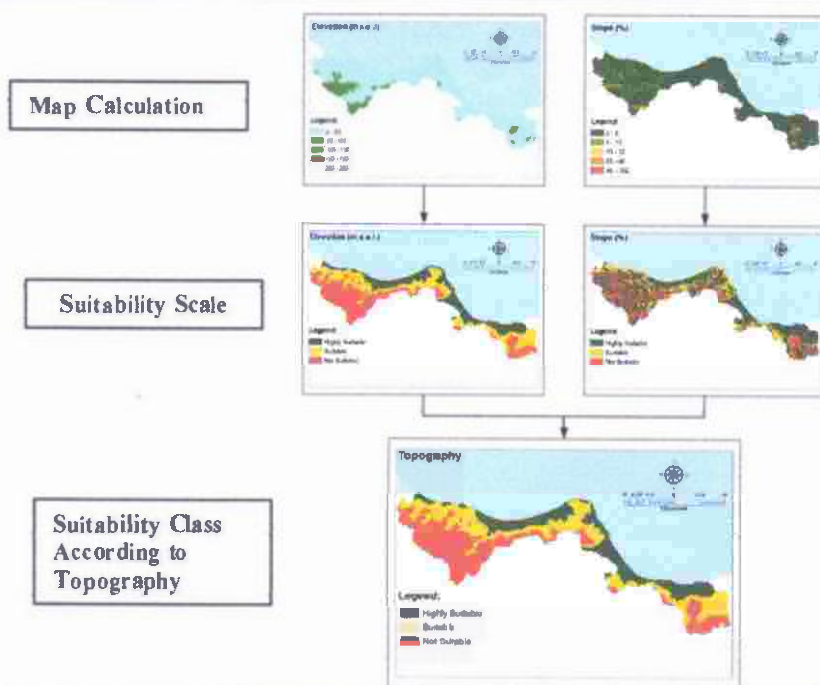 Map Calculation
Elevation (m.a.s.l)
Legend
Slope (%)
Legend
Suitability Scale
Elevation (m.a.s.l)
Legend
Highly Suitable
Suitable
Not Suitable
Slope (%)
Legend
Highly Suitable
Suitable
Not Suitable
Suitability Class
According to
Topography
Topography
Legend:
Highly Suitable
Suitable
Not Suitable